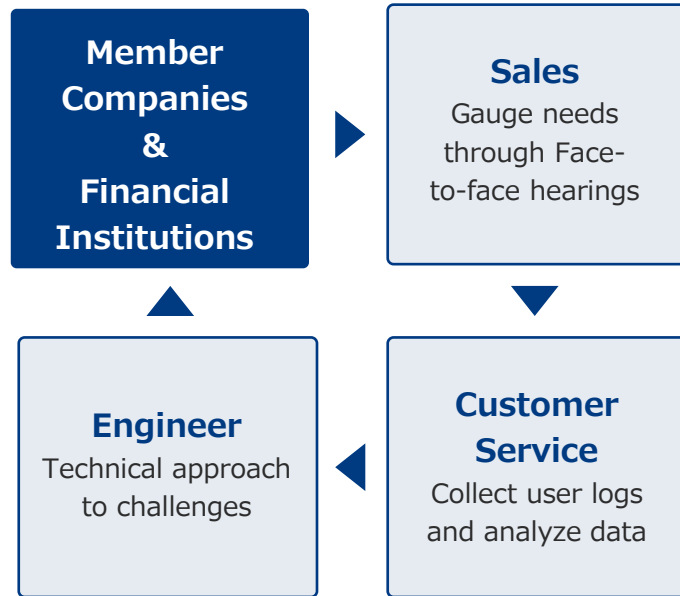 Member
Companies
&
Financial
Institutions
Sales
Gauge needs
through Face-
to-face hearings
Engineer
Technical approach
to challenges
Customer
Service
Collect user logs
and analyze data